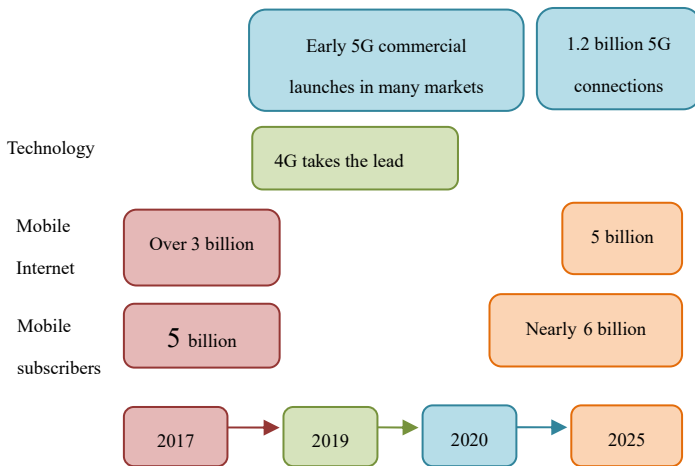 Early 5G commercial
launches in many markets
1.2 billion 5G
connections
Technology
4G takes the lead
Mobile
Internet
Over 3 billion
5 billion
Mobile
subscribers
5 billion
Nearly 6 billion
2017
2019
2020
2025